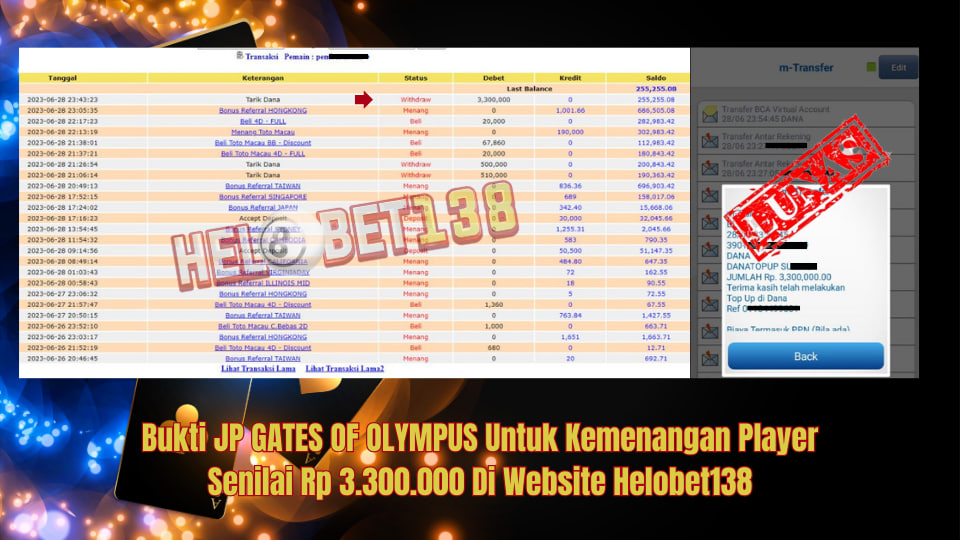 Transaksi Pemain : pem
Tanggal Keterangan Status Debet Kredit Saldo
Last Balance 255,255.08
2023-06-28 23:43:23 Tarik Dana Withdraw 3,300,000 0 255,255.08
2023-06-28 23:05:35 Bonus Referral HONGKONG Menang 0 1,001.66 686,505.08
2023-06-28 22:17:23 Beli 4D - FULL Beli 20,000 0 282,983.42
2023-06-28 22:13:19 Menang Toto Macau Menang 0 190,000 302,983.42
2023-06-28 21:38:01 Beli Toto Macau BB - Discount Beli 67,860 0 112,983.42
2023-06-28 21:37:21 Beli Toto Macau 4D - FULL Beli 20,000 0 180,843.42
2023-06-28 21:26:54 Tarik Dana Withdraw 500,000 0 200,843.42
2023-06-28 21:06:14 Tarik Dana Withdraw 510,000 0 190,363.42
2023-06-28 20:49:13 Bonus Referral TAIWAN Menang 0 836.36 696,903.42
2023-06-28 17:52:15 Bonus Referral SINGAPORE Menang 0 689 158,017.06
2023-06-28 17:24:02 Bonus Referral JAPAN Menang 0 342.40 15,668.06
2023-06-28 17:16:23 Accept Deposit Deposit 0 30,000 32,045.66
2023-06-28 13:54:45 Bonus Referral SYDNEY Menang 0 1,255.31 2,045.66
2023-06-28 11:54:32 Bonus Referral CAMBODIA Menang 0 583 790.35
2023-06-28 09:14:56 Accept Deposit Deposit 0 50,500 51,147.35
2023-06-28 08:49:14 Bonus Referral CALIFORNIA Menang 0 484.80 647.35
2023-06-28 01:03:43 Bonus Referral VIRGINIADAY Menang 0 72 162.55
2023-06-28 00:58:43 Bonus Referral ILLINOIS MID Menang 0 18 90.55
2023-06-27 23:06:32 Bonus Referral HONGKONG Menang 0 5 72.55
2023-06-27 21:57:47 Beli Toto Macau 4D - Discount Beli 1,360 0 67.55
2023-06-27 20:50:15 Bonus Referral TAIWAN Menang 0 763.84 1,427.55
2023-06-26 23:52:10 Beli Toto Macau C.Bebas 2D Beli 1,000 0 663.71
2023-06-26 23:03:17 Bonus Referral HONGKONG Menang 0 1,651 1,663.71
2023-06-26 21:52:19 Beli Toto Macau 4D - Discount Beli 680 0 12.71
2023-06-26 20:46:45 Bonus Referral TAIWAN Menang 0 20 692.71
Lihat Transaksi Lama Lihat Transaksi Lama2
HELOBET138
m-Transfer Edit
Transfer BCA Virtual Account
28/06 23:54:45 DANA
Transfer Antar Rekening
28/06 23:2
Transfer Antar
28/06 23:27
LUNAS
DANA
DANATOPUP SU
JUMLAH Rp. 3,300,000.00
Terima kasih telah melakukan
Top Up di Dana
Ref
Biaya Termasuk PPN (Bila ada)
Back
Bukti JP GATES OF OLYMPUS Untuk Kemenangan Player
Senilai Rp 3.300.000 Di Website Helobet138